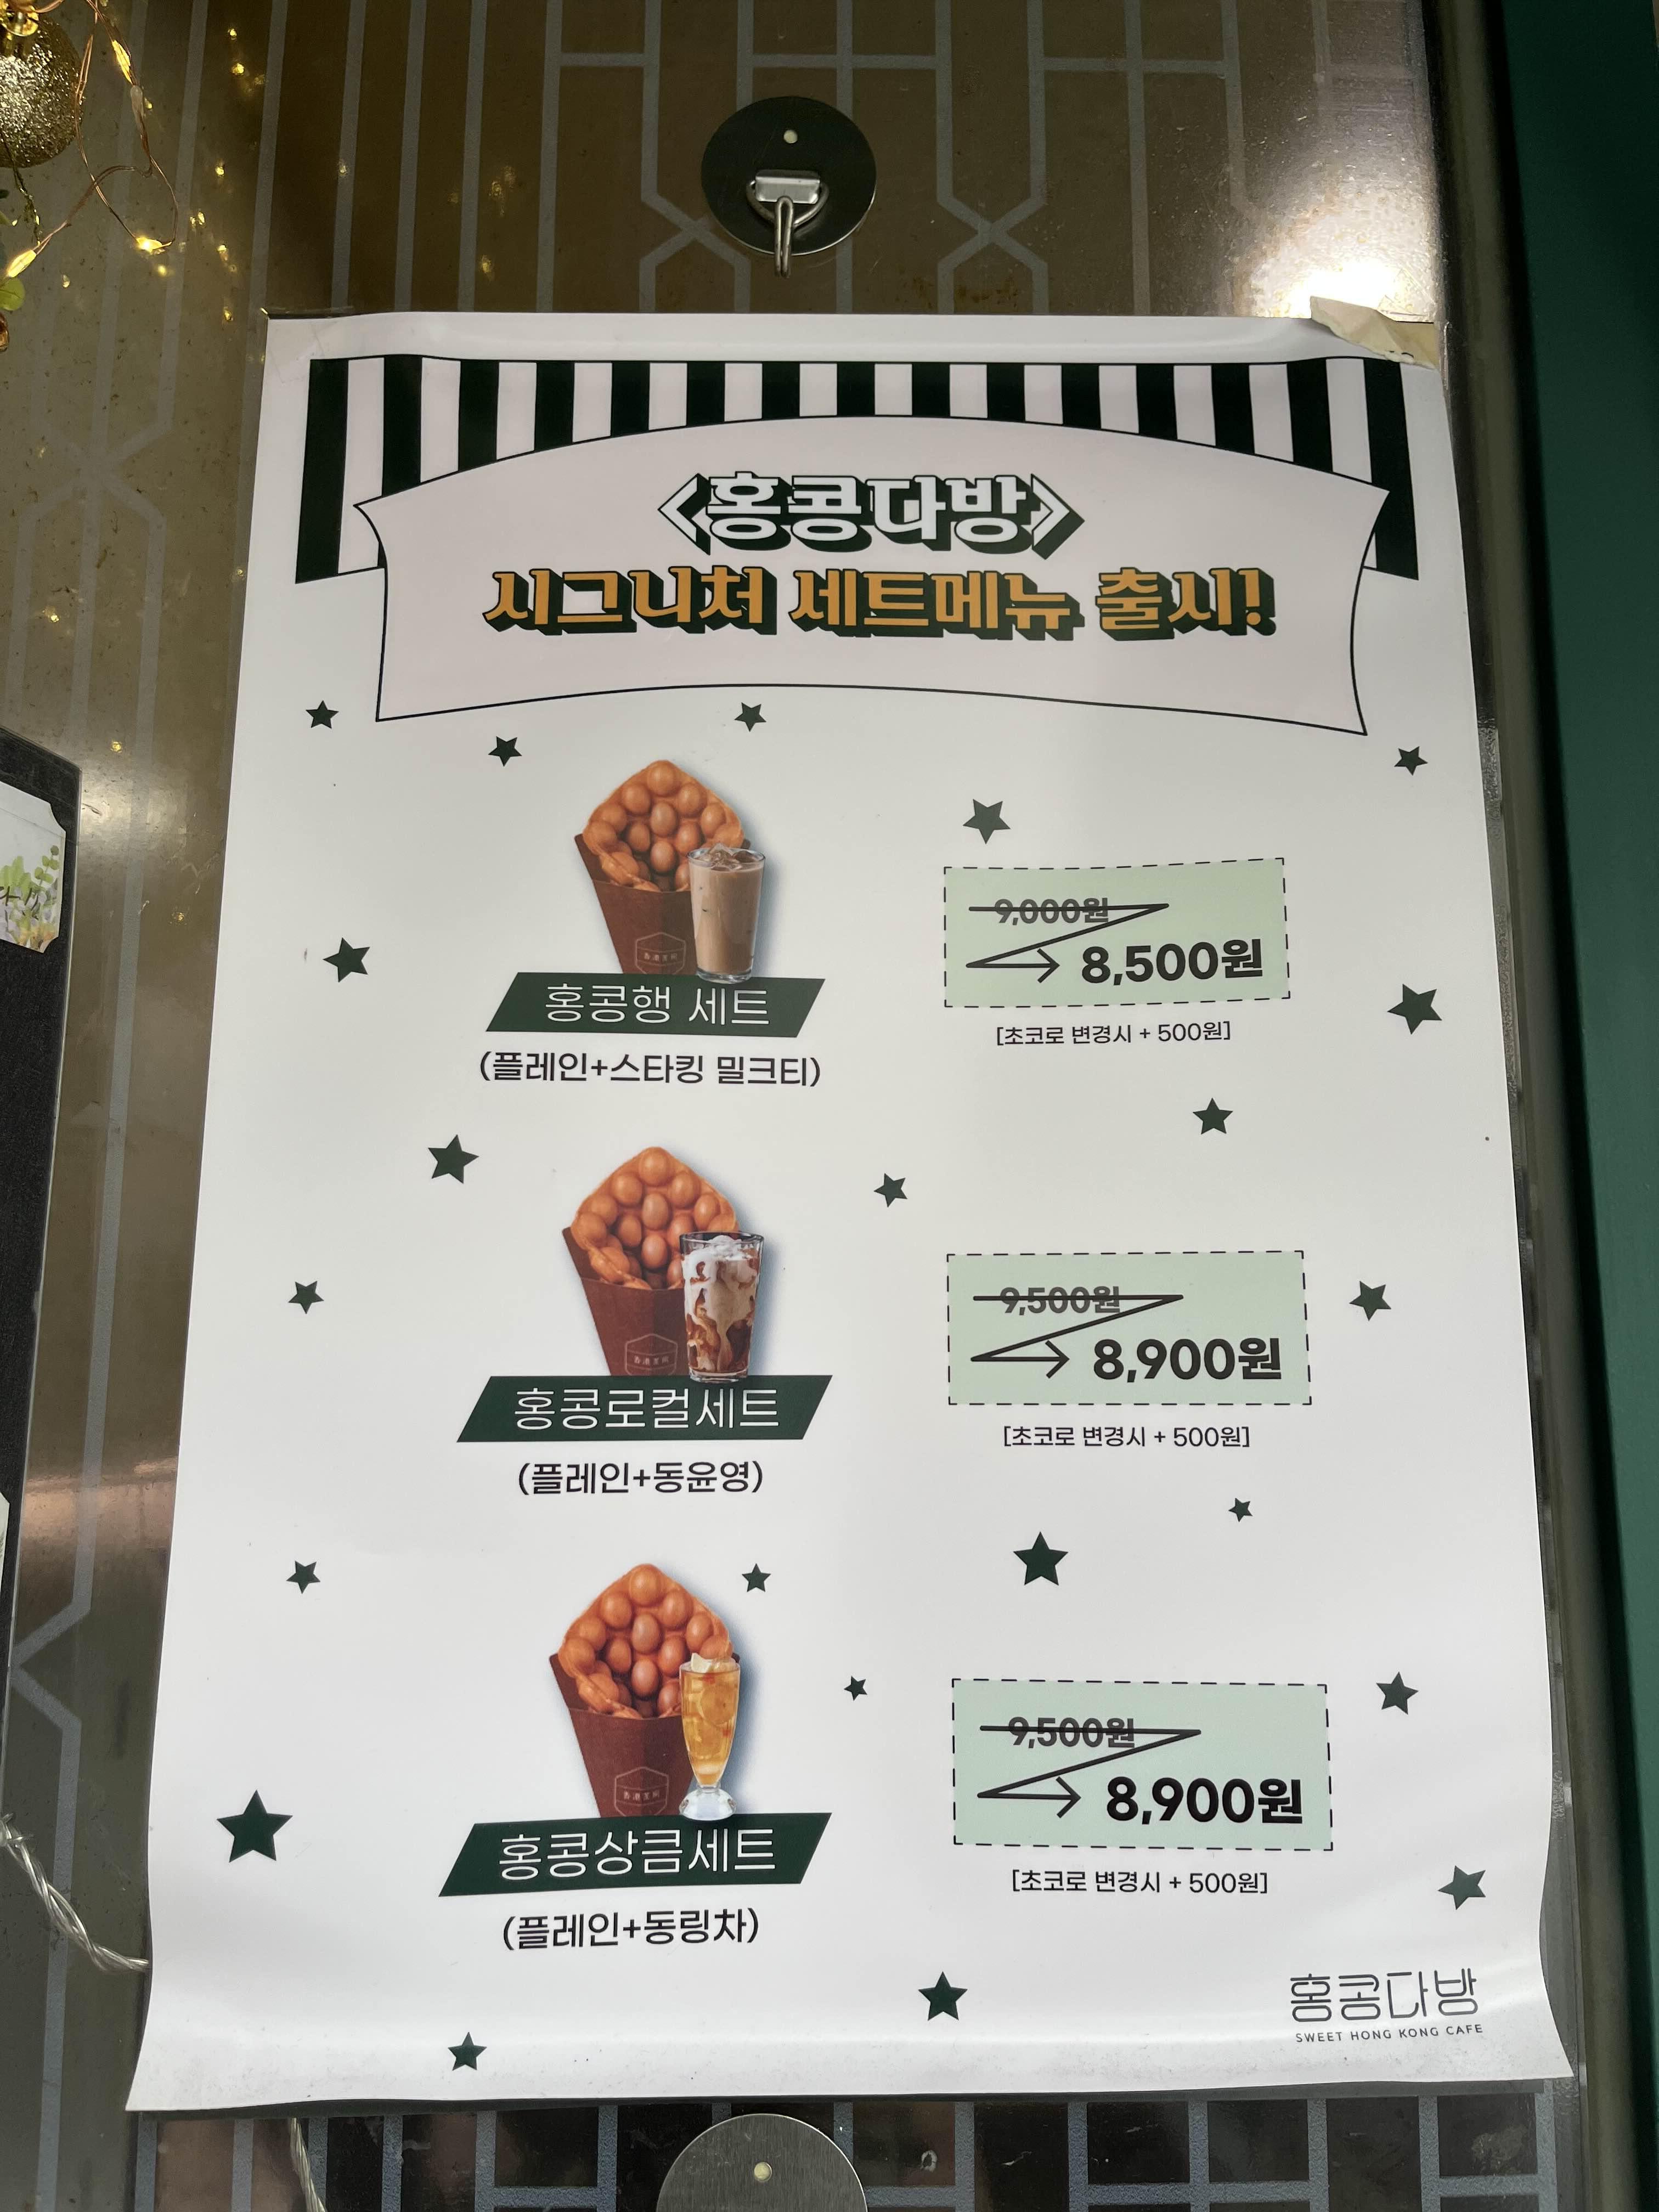 <홍콩다방>
시그니처 세트메뉴 출시!
9,000원
8,500원
홍콩행 세트
[초코로 변경시 + 500원]
(플레인+스타킹 밀크티)
9,500원
8,900원
홍콩로컬세트
[초코로 변경시 + 500원]
(플레인+동윤영)
9,500원
8,900원
홍콩상큼세트
[초코로 변경시 + 500원]
(플레인+동링차)
홍콩다방
SWEET HONG KONG CAFE